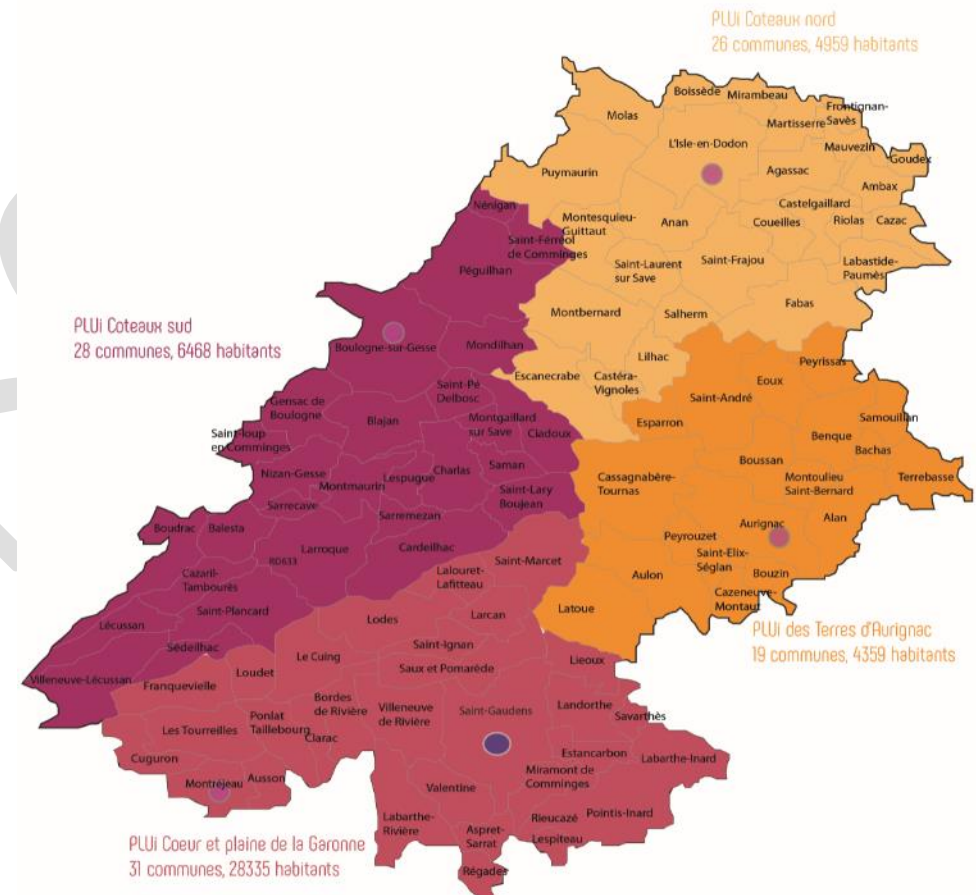 PLUi Coteaux nord
26 communes, 4959 habitants
Boissède
Mirambeau
Molas
Frontignan-
Savès
Martisserre
L'Isle-en-Dodon
Mauvezin
Goudex
Puymaurin
Agassac
Ambax
Nénigan
Castelgaillard
Montesquieu-
Guittaut
Anan
Coueilles
Riolas
Cazac
Saint-Férréol
de Comminges
Péguilhan
Saint-Laurent
sur Save
Saint-Frajou
Labastide-
Paumès
Fabas
Montbernard
Salherm
PLUi Coteaux sud
28 communes, 6468 habitants
Boulogne-sur-Gesse
Mondilhan
Lilhac
Peyrissas
Escanecrabe
Castéra-
Vignoles
Eoux
Saint-Pé
Delbosc
Saint-André
Gensac de
Boulogne
Blajan
Montgaillard
sur Save
Cladoux
Esparron
Samouillan
Saint-loup
en Comminges
Benque
Bachas
Boussan
Nizan-Gesse
Montmaurin
Lespugue
Charlas
Saman
Cassagnabère-
Tournas
Montoulieu
Saint-Bernard
Terrebasse
Saint-Lary
Boujean
Sarrecave
Sarremezan
Alan
Boudrac
Balesta
Aurignac
Peyrouzet
Larroque
Cardeilhac
Saint-Marcet
Saint-Elix-
Séglan
RD633
Lalouret-
Lafitteau
Aulon
Bouzin
Cazaril-
Tambourès
Cazeneuve-
Montaut
Saint-Plancard
Larcan
Latoue
Lodes
Lécussan
PLUi des Terres d'Aurignac
19 communes, 4359 habitants
Sédeilhac
Saint-Ignan
Le Cuing
Saux et Pomarède
Lieoux
Villeneuve-Lécussan
Franquevielle
Loudet
Bordes
de Rivière
Villeneuve
de Rivière
Saint-Gaudens
Landorthe
Savarthès
Ponlat
Taillebourg
Les Tourreilles
Clarac
Cuguron
Estancarbon
Labarthe-Inard
Miramont de
Comminges
Montréjeau
Ausson
Valentine
Labarthe-
Rivière
Rieucazé
Pointis-Inard
Aspret-
Sarrat
Lespiteau
PLUi Coeur et plaine de la Garonne
31 communes, 28335 habitants
Régades